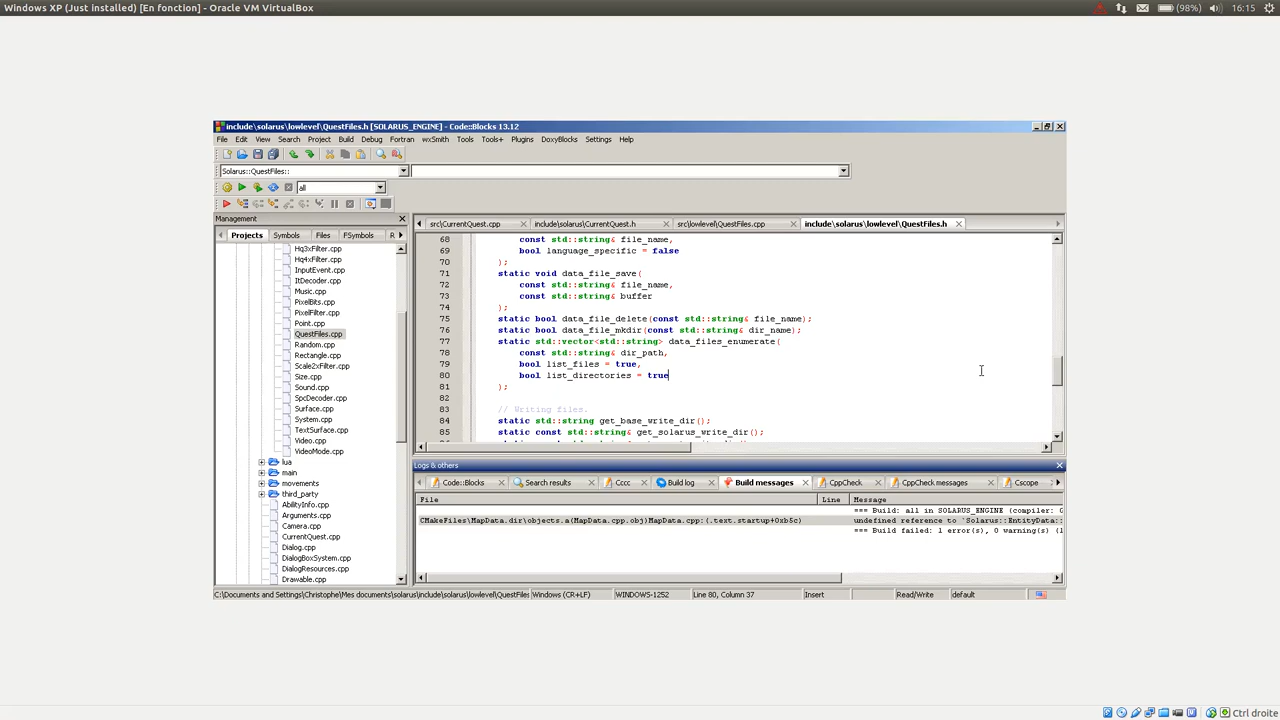 Windows XP (Just installed) [En fonction] - Oracle VM VirtualBox
(98%)
16:15
include\solarus\lowlevel\QuestFiles.h [SOLARUS_ENGINE] - Code::Blocks 13.12
File Edit View Search Project Build Debug Fortran wxSmith Tools Tools+ Plugins DoxyBlocks Settings Help
Solarus::QuestFiles::
all
Management
Projects Symbols Files FSymbols R
Hq3xFilter.cpp
Hq4xFilter.cpp
InputEvent.cpp
ItDecoder.cpp
Music.cpp
PixelBits.cpp
PixelFilter.cpp
Point.cpp
QuestFiles.cpp
Random.cpp
Rectangle.cpp
Scale2xFilter.cpp
Size.cpp
Sound.cpp
SpcDecoder.cpp
Surface.cpp
System.cpp
TextSurface.cpp
Video.cpp
VideoMode.cpp
lua
main
movements
third_party
AbilityInfo.cpp
Arguments.cpp
Camera.cpp
CurrentQuest.cpp
Dialog.cpp
DialogBoxSystem.cpp
DialogResources.cpp
Drawable.cpp
src\CurrentQuest.cpp include\solarus\CurrentQuest.h src\lowlevel\QuestFiles.cpp include\solarus\lowlevel\QuestFiles.h
68 const std::string& file_name,
69 bool language_specific = false
70 );
71 static void data_file_save(
72 const std::string& file_name,
73 const std::string& buffer
74 );
75 static bool data_file_delete(const std::string& file_name);
76 static bool data_file_mkdir(const std::string& dir_name);
77 static std::vector<std::string> data_files_enumerate(
78 const std::string& dir_path,
79 bool list_files = true,
80 bool list_directories = true
81 );
82
83 // Writing files.
84 static std::string get_base_write_dir();
85 static const std::string& get_solarus_write_dir();
Logs & others
Code::Blocks Search results Cccc Build log Build messages CppCheck CppCheck messages Cscope
File Line Message
=== Build: all in SOLARUS_ENGINE (compiler: G
CMakeFiles\MapData.dir\objects.a(MapData.cpp.obj)MapData.cpp:(.text.startup+0xb5c) undefined reference to `Solarus::EntityData::
=== Build failed: 1 error(s), 0 warning(s) (1
C:\Documents and Settings\Christophe\Mes documents\solarus\include\solarus\lowlevel\QuestFiles Windows (CR+LF) WINDOWS-1252 Line 80, Column 37 Insert Read/Write default
Ctrl droite